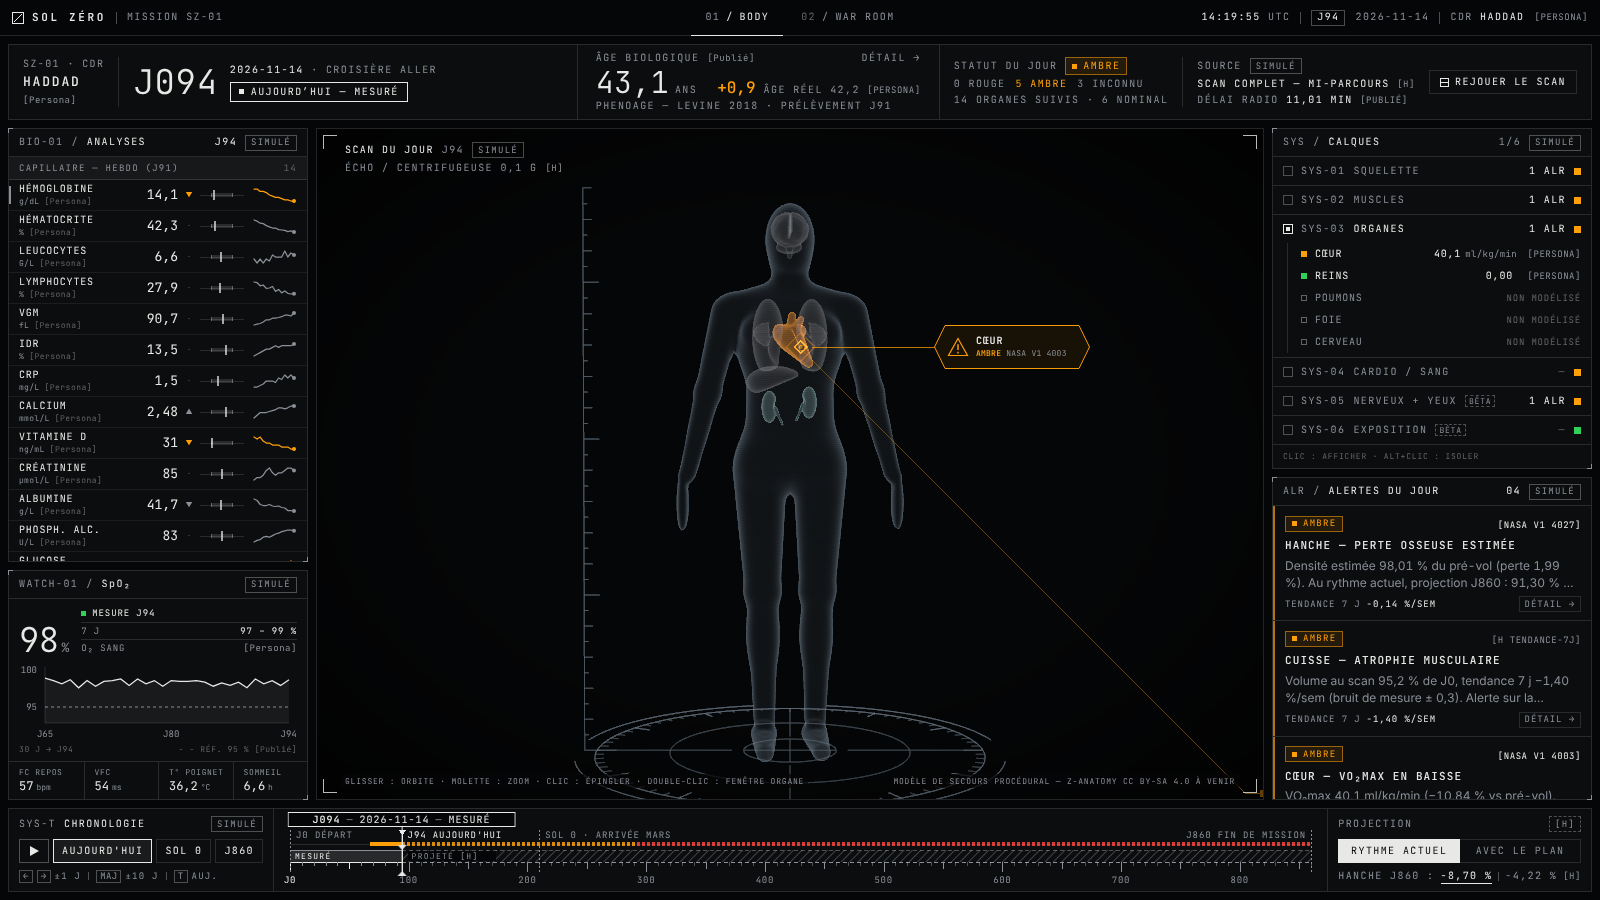 SOL ZÉRO | MISSION SZ-01
01 / BODY
02 / WAR ROOM
14:19:55 UTC | J94 2026-11-14 | CDR HADDAD [PERSONA]
SZ-01 · CDR
HADDAD
[Persona]
J094
2026-11-14 · CROISIÈRE ALLER
AUJOURD'HUI — MESURÉ
ÂGE BIOLOGIQUE [Publié]
DÉTAIL →
43,1 ANS +0,9 ÂGE RÉEL 42,2 [PERSONA]
PHENOAGE — LEVINE 2018 · PRÉLÈVEMENT J91
STATUT DU JOUR AMBRE
0 ROUGE 5 AMBRE 3 INCONNU
14 ORGANES SUIVIS · 6 NOMINAL
SOURCE SIMULÉ
SCAN COMPLET — MI-PARCOURS [H]
DÉLAI RADIO 11,01 MIN [PUBLIÉ]
REJOUER LE SCAN
BIO-01 / ANALYSES J94 SIMULÉ
CAPILLAIRE — HEBDO (J91) 14
HÉMOGLOBINE 14,1
g/dL [Persona]
HÉMATOCRITE 42,3
% [Persona]
LEUCOCYTES 6,6
G/L [Persona]
LYMPHOCYTES 27,9
% [Persona]
VGM 90,7
fL [Persona]
IDR 13,5
% [Persona]
CRP 1,5
mg/L [Persona]
CALCIUM 2,48
mmol/L [Persona]
VITAMINE D 31
ng/mL [Persona]
CRÉATININE 85
µmol/L [Persona]
ALBUMINE 41,7
g/L [Persona]
PHOSPH. ALC. 83
U/L [Persona]
GLUCOSE
WATCH-01 / SpO₂ SIMULÉ
98 %
MESURE J94
7 J 97 – 99 %
O₂ SANG [Persona]
100
95
J65 J80 J94
30 J → J94 - - RÉF. 95 % [Publié]
FC REPOS
57 bpm
VFC
54 ms
T° POIGNET
36,2 °C
SOMMEIL
6,6 h
SCAN DU JOUR J94 SIMULÉ
ÉCHO / CENTRIFUGEUSE 0,1 G [H]
CŒUR
AMBRE NASA V1 4003
GLISSER : ORBITE · MOLETTE : ZOOM · CLIC : ÉPINGLER · DOUBLE-CLIC : FENÊTRE ORGANE
MODÈLE DE SECOURS PROCÉDURAL — Z-ANATOMY CC BY-SA 4.0 À VENIR
SYS / CALQUES 1/6 SIMULÉ
SYS-01 SQUELETTE 1 ALR
SYS-02 MUSCLES 1 ALR
SYS-03 ORGANES 1 ALR
CŒUR 40,1 ml/kg/min [PERSONA]
REINS 0,00 [PERSONA]
POUMONS NON MODÉLISÉ
FOIE NON MODÉLISÉ
CERVEAU NON MODÉLISÉ
SYS-04 CARDIO / SANG —
SYS-05 NERVEUX + YEUX BÊTA 1 ALR
SYS-06 EXPOSITION BÊTA —
CLIC : AFFICHER · ALT+CLIC : ISOLER
ALR / ALERTES DU JOUR 04 SIMULÉ
AMBRE [NASA V1 4027]
HANCHE — PERTE OSSEUSE ESTIMÉE
Densité estimée 98,01 % du pré-vol (perte 1,99
%). Au rythme actuel, projection J860 : 91,30 % ...
TENDANCE 7 J -0,14 %/SEM DÉTAIL →
AMBRE [H TENDANCE-7J]
CUISSE — ATROPHIE MUSCULAIRE
Volume au scan 95,2 % de J0, tendance 7 j −1,40
%/sem (bruit de mesure ± 0,3). Alerte sur la...
TENDANCE 7 J -1,40 %/SEM DÉTAIL →
AMBRE [NASA V1 4003]
CŒUR — VO₂MAX EN BAISSE
VO₂max 40,1 ml/kg/min (−10,84 % vs pré-vol).
SYS-T CHRONOLOGIE SIMULÉ
AUJOURD'HUI SOL 0 J860
← → ±1 J | MAJ ±10 J | T AUJ.
J094 — 2026-11-14 — MESURÉ
J0 DÉPART J94 AUJOURD'HUI SOL 0 · ARRIVÉE MARS J860 FIN DE MISSION
MESURÉ PROJETÉ [H]
J0 100 200 300 400 500 600 700 800
PROJECTION [H]
RYTHME ACTUEL AVEC LE PLAN
HANCHE J860 : -8,70 % | -4,22 % [H]